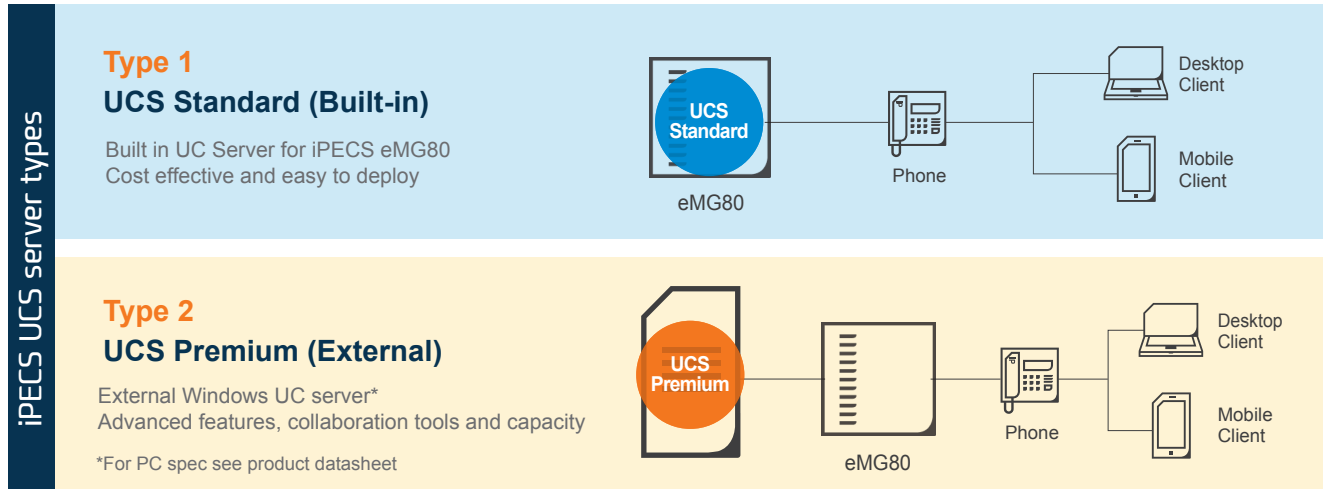 iPECS UCS server types
Type 1
UCS Standard (Built-in)
Built in UC Server for iPECS eMG80
Cost effective and easy to deploy
UCS
Standard
eMG80
Phone
Desktop
Client
Mobile
Client
Type 2
UCS Premium (External)
External Windows UC server*
Advanced features, collaboration tools and capacity
*For PC spec see product datasheet
UCS
Premium
eMG80
Phone
Desktop
Client
Mobile
Client